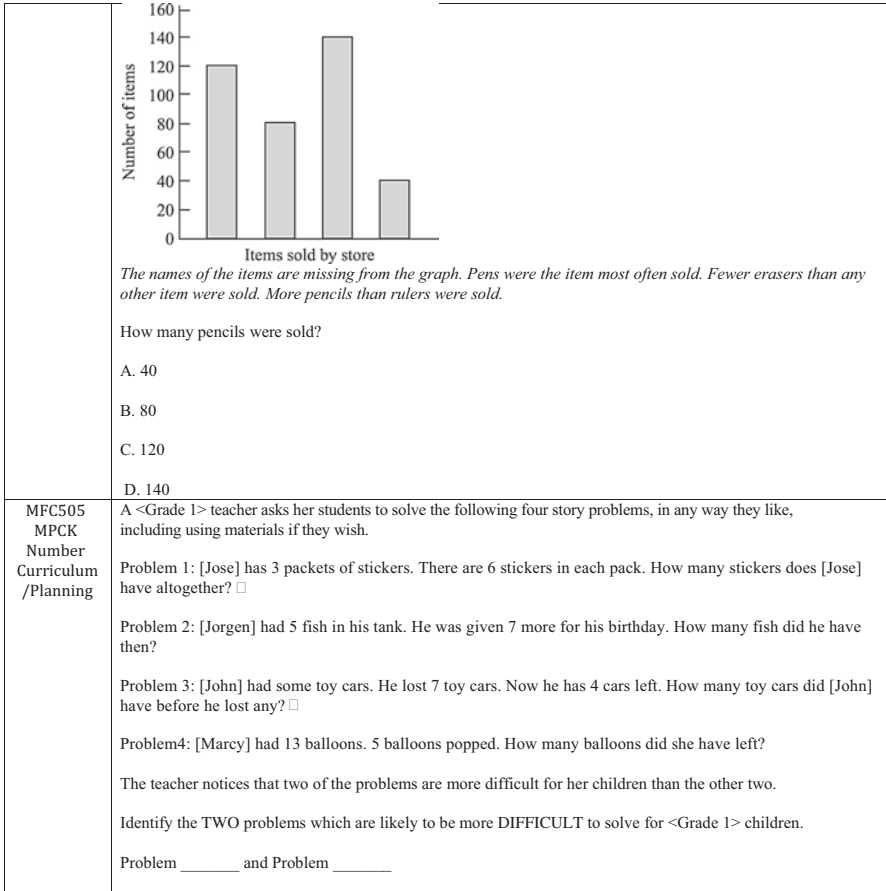 160
140
120
100
80
60
40
20
0
Number of items
Items sold by store
The names of the items are missing from the graph. Pens were the item most often sold. Fewer erasers than any
other item were sold. More pencils than rulers were sold.
How many pencils were sold?
A. 40
B. 80
C. 120
D. 140
MFC505
MPCK
Number
Curriculum
/Planning
A <Grade 1> teacher asks her students to solve the following four story problems, in any way they like,
including using materials if they wish.
Problem 1: [Jose] has 3 packets of stickers. There are 6 stickers in each pack. How many stickers does [Jose]
have altogether? □
Problem 2: [Jorgen] had 5 fish in his tank. He was given 7 more for his birthday. How many fish did he have
then?
Problem 3: [John] had some toy cars. He lost 7 toy cars. Now he has 4 cars left. How many toy cars did [John]
have before he lost any? □
Problem4: [Marcy] had 13 balloons. 5 balloons popped. How many balloons did she have left?
The teacher notices that two of the problems are more difficult for her children than the other two.
Identify the TWO problems which are likely to be more DIFFICULT to solve for <Grade 1> children.
Problem _______ and Problem _______